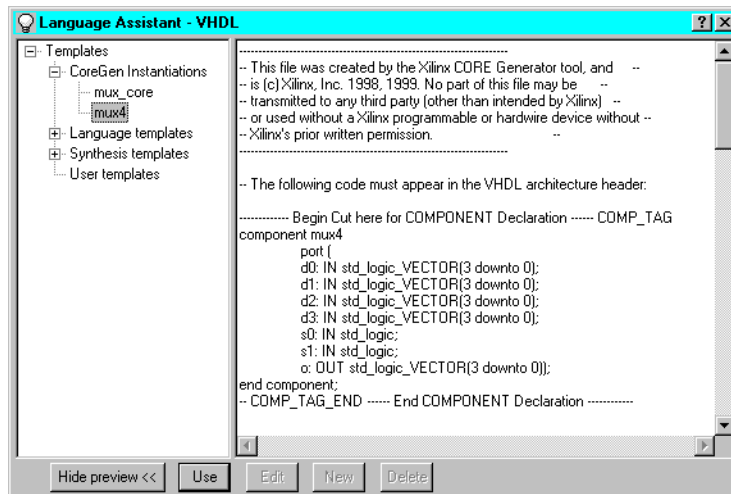 Language Assistant - VHDL
Templates
CoreGen Instantiations
mux_core
mux4
Language templates
Synthesis templates
User templates
----------------------------------------------------------------------
-- This file was created by the Xilinx CORE Generator tool, and --
-- is (c) Xilinx, Inc. 1998, 1999. No part of this file may be --
-- transmitted to any third party (other than intended by Xilinx) --
-- or used without a Xilinx programmable or hardwire device without --
-- Xilinx's prior written permission. --
----------------------------------------------------------------------
-- The following code must appear in the VHDL architecture header:
------------- Begin Cut here for COMPONENT Declaration ------ COMP_TAG
component mux4
port (
d0: IN std_logic_VECTOR(3 downto 0);
d1: IN std_logic_VECTOR(3 downto 0);
d2: IN std_logic_VECTOR(3 downto 0);
d3: IN std_logic_VECTOR(3 downto 0);
s0: IN std_logic;
s1: IN std_logic;
o: OUT std_logic_VECTOR(3 downto 0));
end component;
-- COMP_TAG_END ------ End COMPONENT Declaration ------------
Hide preview << Use Edit New Delete